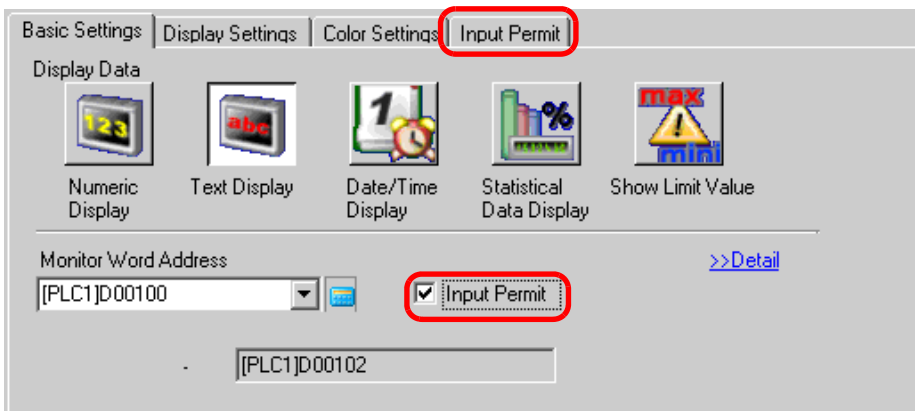 Basic Settings Display Settings Color Settings Input Permit
Display Data
123 abc 1 % max mini
Numeric Display
Text Display
Date/Time Display
Statistical Data Display
Show Limit Value
Monitor Word Address >>Detail
[PLC1]D00100 Input Permit
- [PLC1]D00102